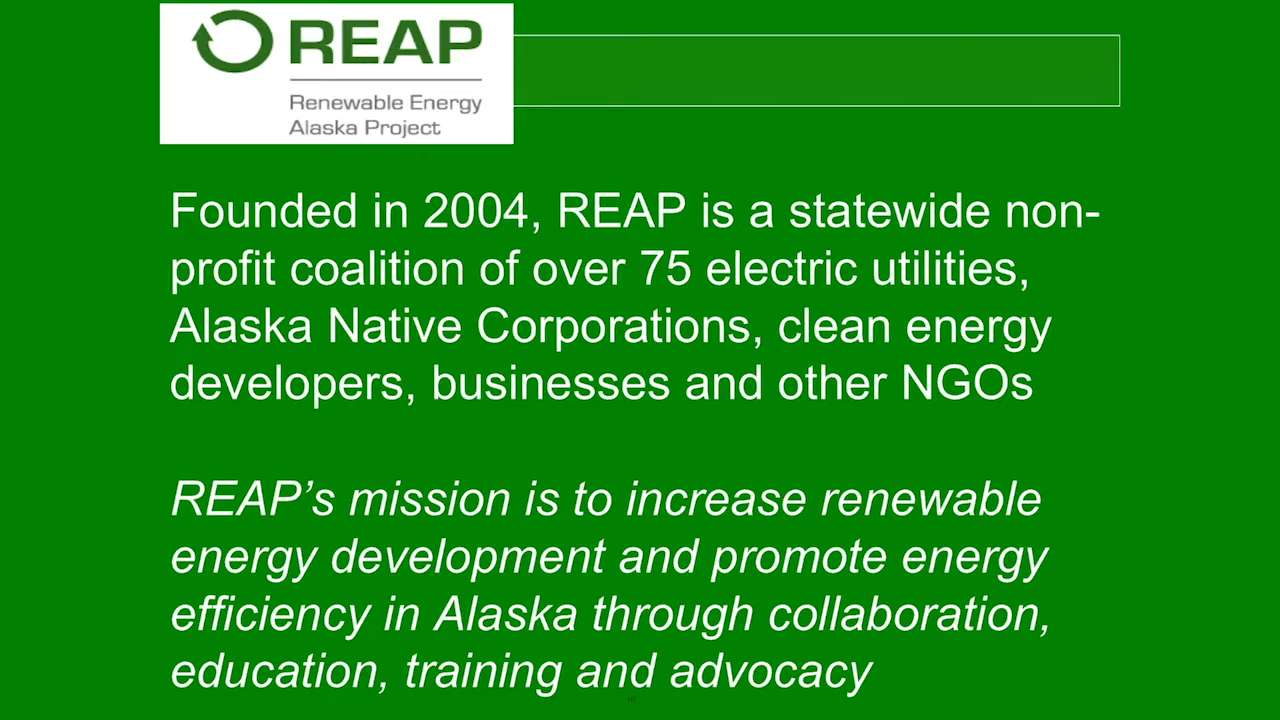 REAP
Renewable Energy
Alaska Project
Founded in 2004, REAP is a statewide non-
profit coalition of over 75 electric utilities,
Alaska Native Corporations, clean energy
developers, businesses and other NGOs
REAP’s mission is to increase renewable
energy development and promote energy
efficiency in Alaska through collaboration,
education, training and advocacy